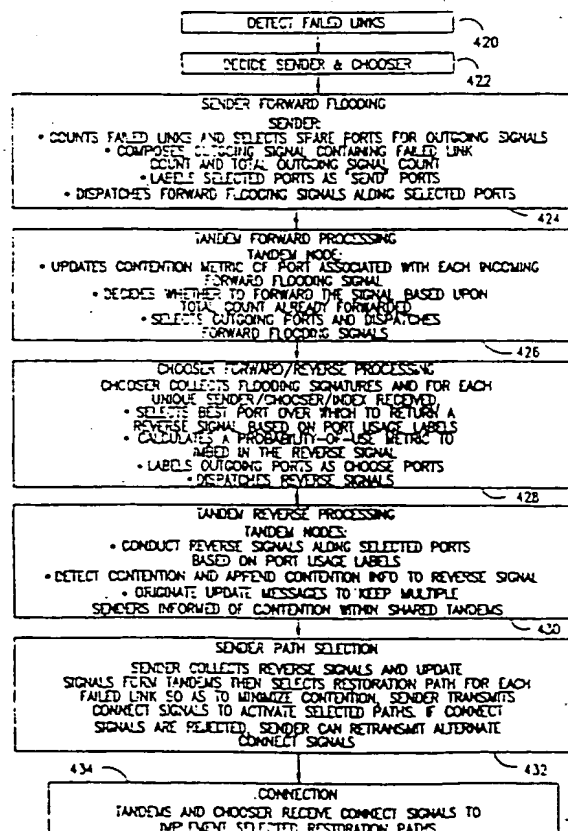 DETECT FAILED LINKS
420
DECIDE SENDER & CHOOSER
422
SENDER FORWARD FLOODING
SENDER:
• COUNTS FAILED LINKS AND SELECTS SPARE PORTS FOR OUTGOING SIGNALS
• COMPOSES OUTGOING SIGNAL CONTAINING FAILED LINK
COUNT AND TOTAL OUTGOING SIGNAL COUNT
• LABELS SELECTED PORTS AS "SEND" PORTS
• DISPATCHES FORWARD FLOODING SIGNALS ALONG SELECTED PORTS
424
TANDEM FORWARD PROCESSING
TANDEM NODE:
• UPDATES CONTENTION METRIC OF PORT ASSOCIATED WITH EACH INCOMING
FORWARD FLOODING SIGNAL
• DECIDES WHETHER TO FORWARD THE SIGNAL BASED UPON
TOTAL COUNT ALREADY FORWARDED
• SELECTS OUTGOING PORTS AND DISPATCHES
FORWARD FLOODING SIGNALS
426
CHOOSER FORWARD/REVERSE PROCESSING
CHOOSER COLLECTS FLOODING SIGNATURES AND FOR EACH
UNIQUE SENDER/CHOOSER/INDEX RECEIVED,
• SELECTS BEST PORT OVER WHICH TO RETURN A
REVERSE SIGNAL BASED ON PORT USAGE LABELS
• CALCULATES A PROBABILITY-OF-USE METRIC TO
IMBED IN THE REVERSE SIGNAL
• LABELS OUTGOING PORTS AS CHOOSE PORTS
• DISPATCHES REVERSE SIGNALS
428
TANDEM REVERSE PROCESSING
TANDEM NODES:
• CONDUCT REVERSE SIGNALS ALONG SELECTED PORTS
BASED ON PORT USAGE LABELS
• DETECT CONTENTION AND APPEND CONTENTION INFO TO REVERSE SIGNAL
• ORIGINATE UPDATE MESSAGES TO KEEP MULTIPLE
SENDERS INFORMED OF CONTENTION WITHIN SHARED TANDEMS
430
SENDER PATH SELECTION
SENDER COLLECTS REVERSE SIGNALS AND UPDATE
SIGNALS FORM TANDEMS THEN SELECTS RESTORATION PATH FOR EACH
FAILED LINK SO AS TO MINIMIZE CONTENTION. SENDER TRANSMITS
CONNECT SIGNALS TO ACTIVATE SELECTED PATHS. IF CONNECT
SIGNALS ARE REJECTED, SENDER CAN RETRANSMIT ALTERNATE
CONNECT SIGNALS
432
434
CONNECTION
TANDEMS AND CHOOSER RECEIVE CONNECT SIGNALS TO
IMPLEMENT SELECTED RESTORATION PATHS